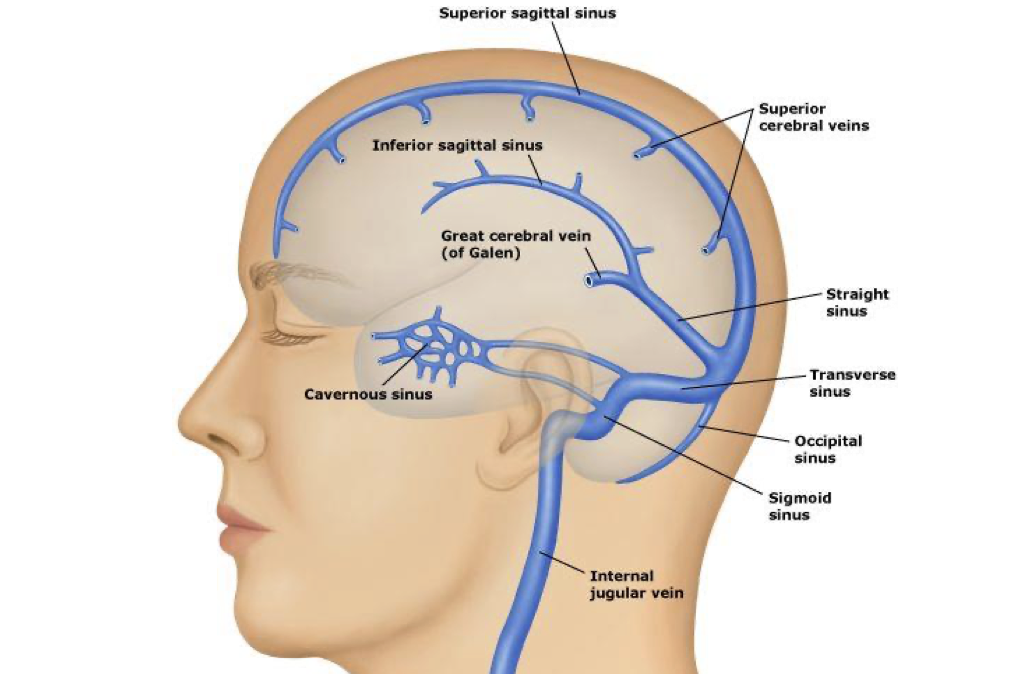 Superior sagittal sinus
Superior
cerebral veins
Inferior sagittal sinus
Great cerebral vein
(of Galen)
Straight
sinus
Transverse
sinus
Cavernous sinus
Occipital
sinus
Sigmoid
sinus
Internal
jugular vein